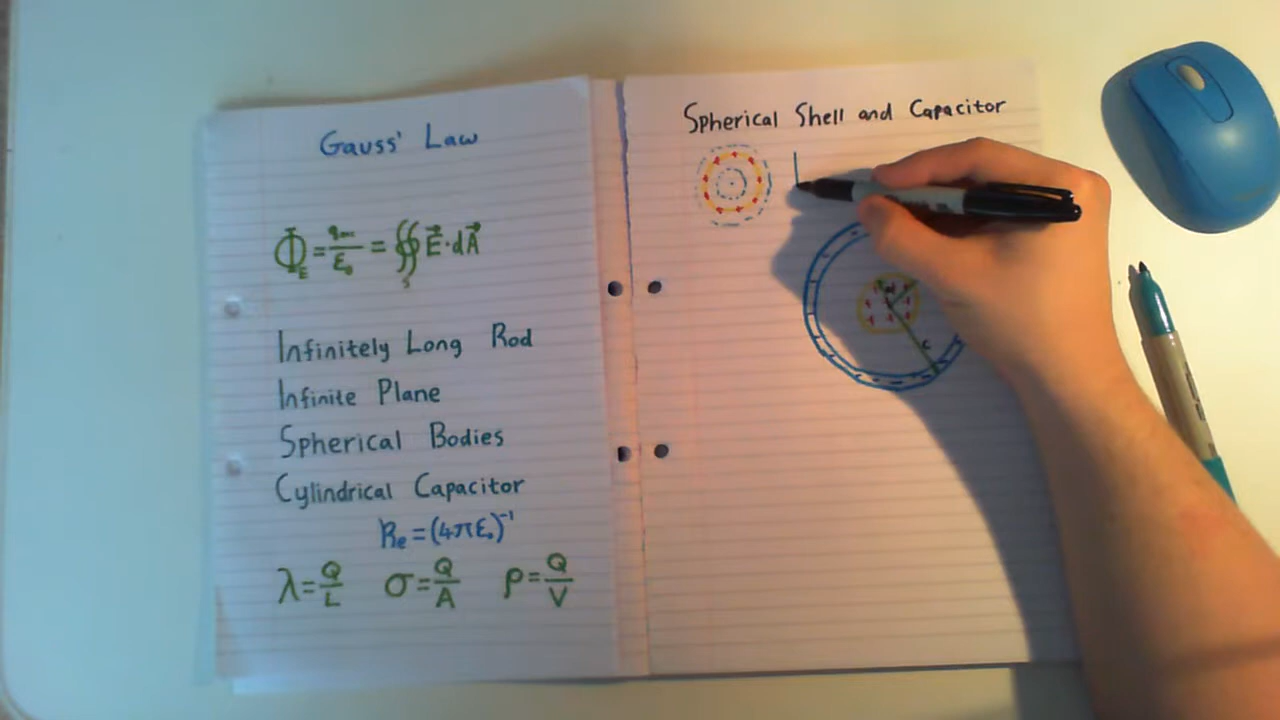 Gauss' Law
Φ_E = q/ε₀ = ∯_S E⃗·dA⃗
Infinitely Long Rod
Infinite Plane
Spherical Bodies
Cylindrical Capacitor
k_e = (4πε₀)⁻¹
λ = Q/L σ = Q/A ρ = Q/V
Spherical Shell and Capacitor
c